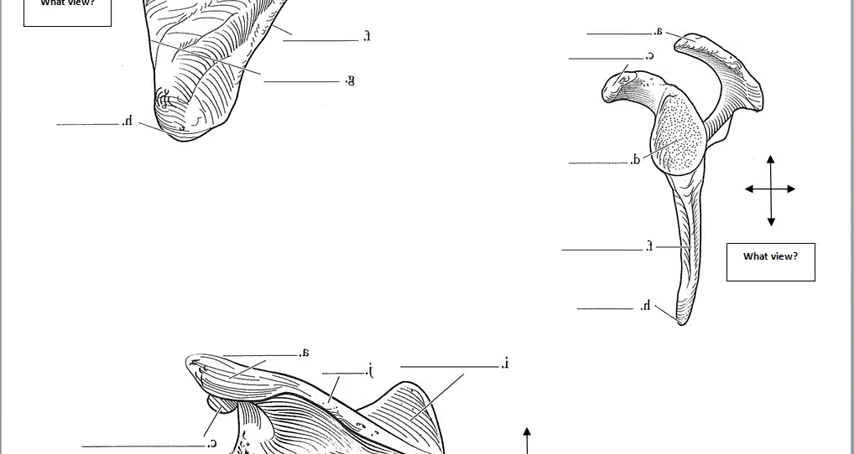 What view?
f.
g.
h.
a.
c.
d.
f.
h.
What view?
a.
j.
i.
c.